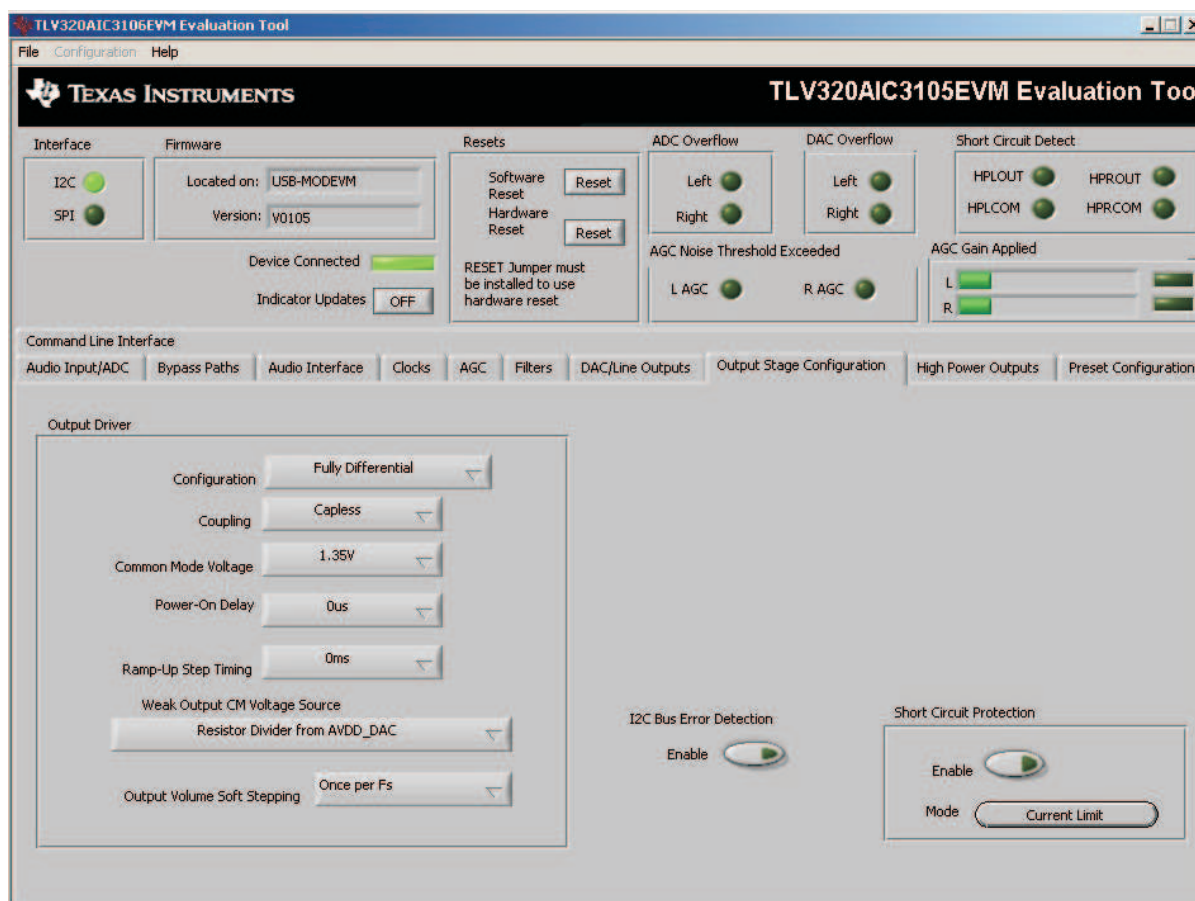 TLV320AIC3106EVM Evaluation Tool
File Configuration Help
TEXAS INSTRUMENTS
TLV320AIC3105EVM Evaluation Too
Interface
I2C
SPI
Firmware
Located on: USB-MODEVM
Version: V0105
Device Connected
Indicator Updates OFF
Resets
Software Reset Reset
Hardware Reset Reset
RESET Jumper must
be installed to use
hardware reset
ADC Overflow
Left
Right
DAC Overflow
Left
Right
Short Circuit Detect
HPLOUT HPROUT
HPLCOM HPRCOM
AGC Noise Threshold Exceeded
L AGC R AGC
AGC Gain Applied
L
R
Command Line Interface
Audio Input/ADC Bypass Paths Audio Interface Clocks AGC Filters DAC/Line Outputs Output Stage Configuration High Power Outputs Preset Configuration
Output Driver
Configuration Fully Differential
Coupling Capless
Common Mode Voltage 1.35V
Power-On Delay 0us
Ramp-Up Step Timing 0ms
Weak Output CM Voltage Source
Resistor Divider from AVDD_DAC
Output Volume Soft Stepping Once per Fs
I2C Bus Error Detection
Enable
Short Circuit Protection
Enable
Mode Current Limit